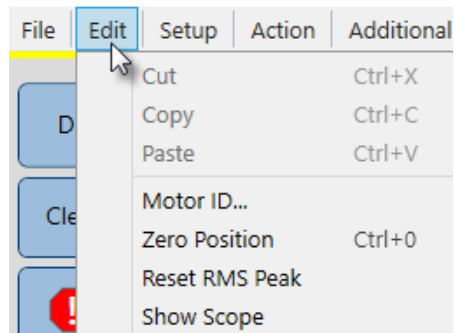 File Edit Setup Action Additional
Cut Ctrl+X
Copy Ctrl+C
Paste Ctrl+V
Motor ID...
Zero Position Ctrl+0
Reset RMS Peak
Show Scope
D
Cle